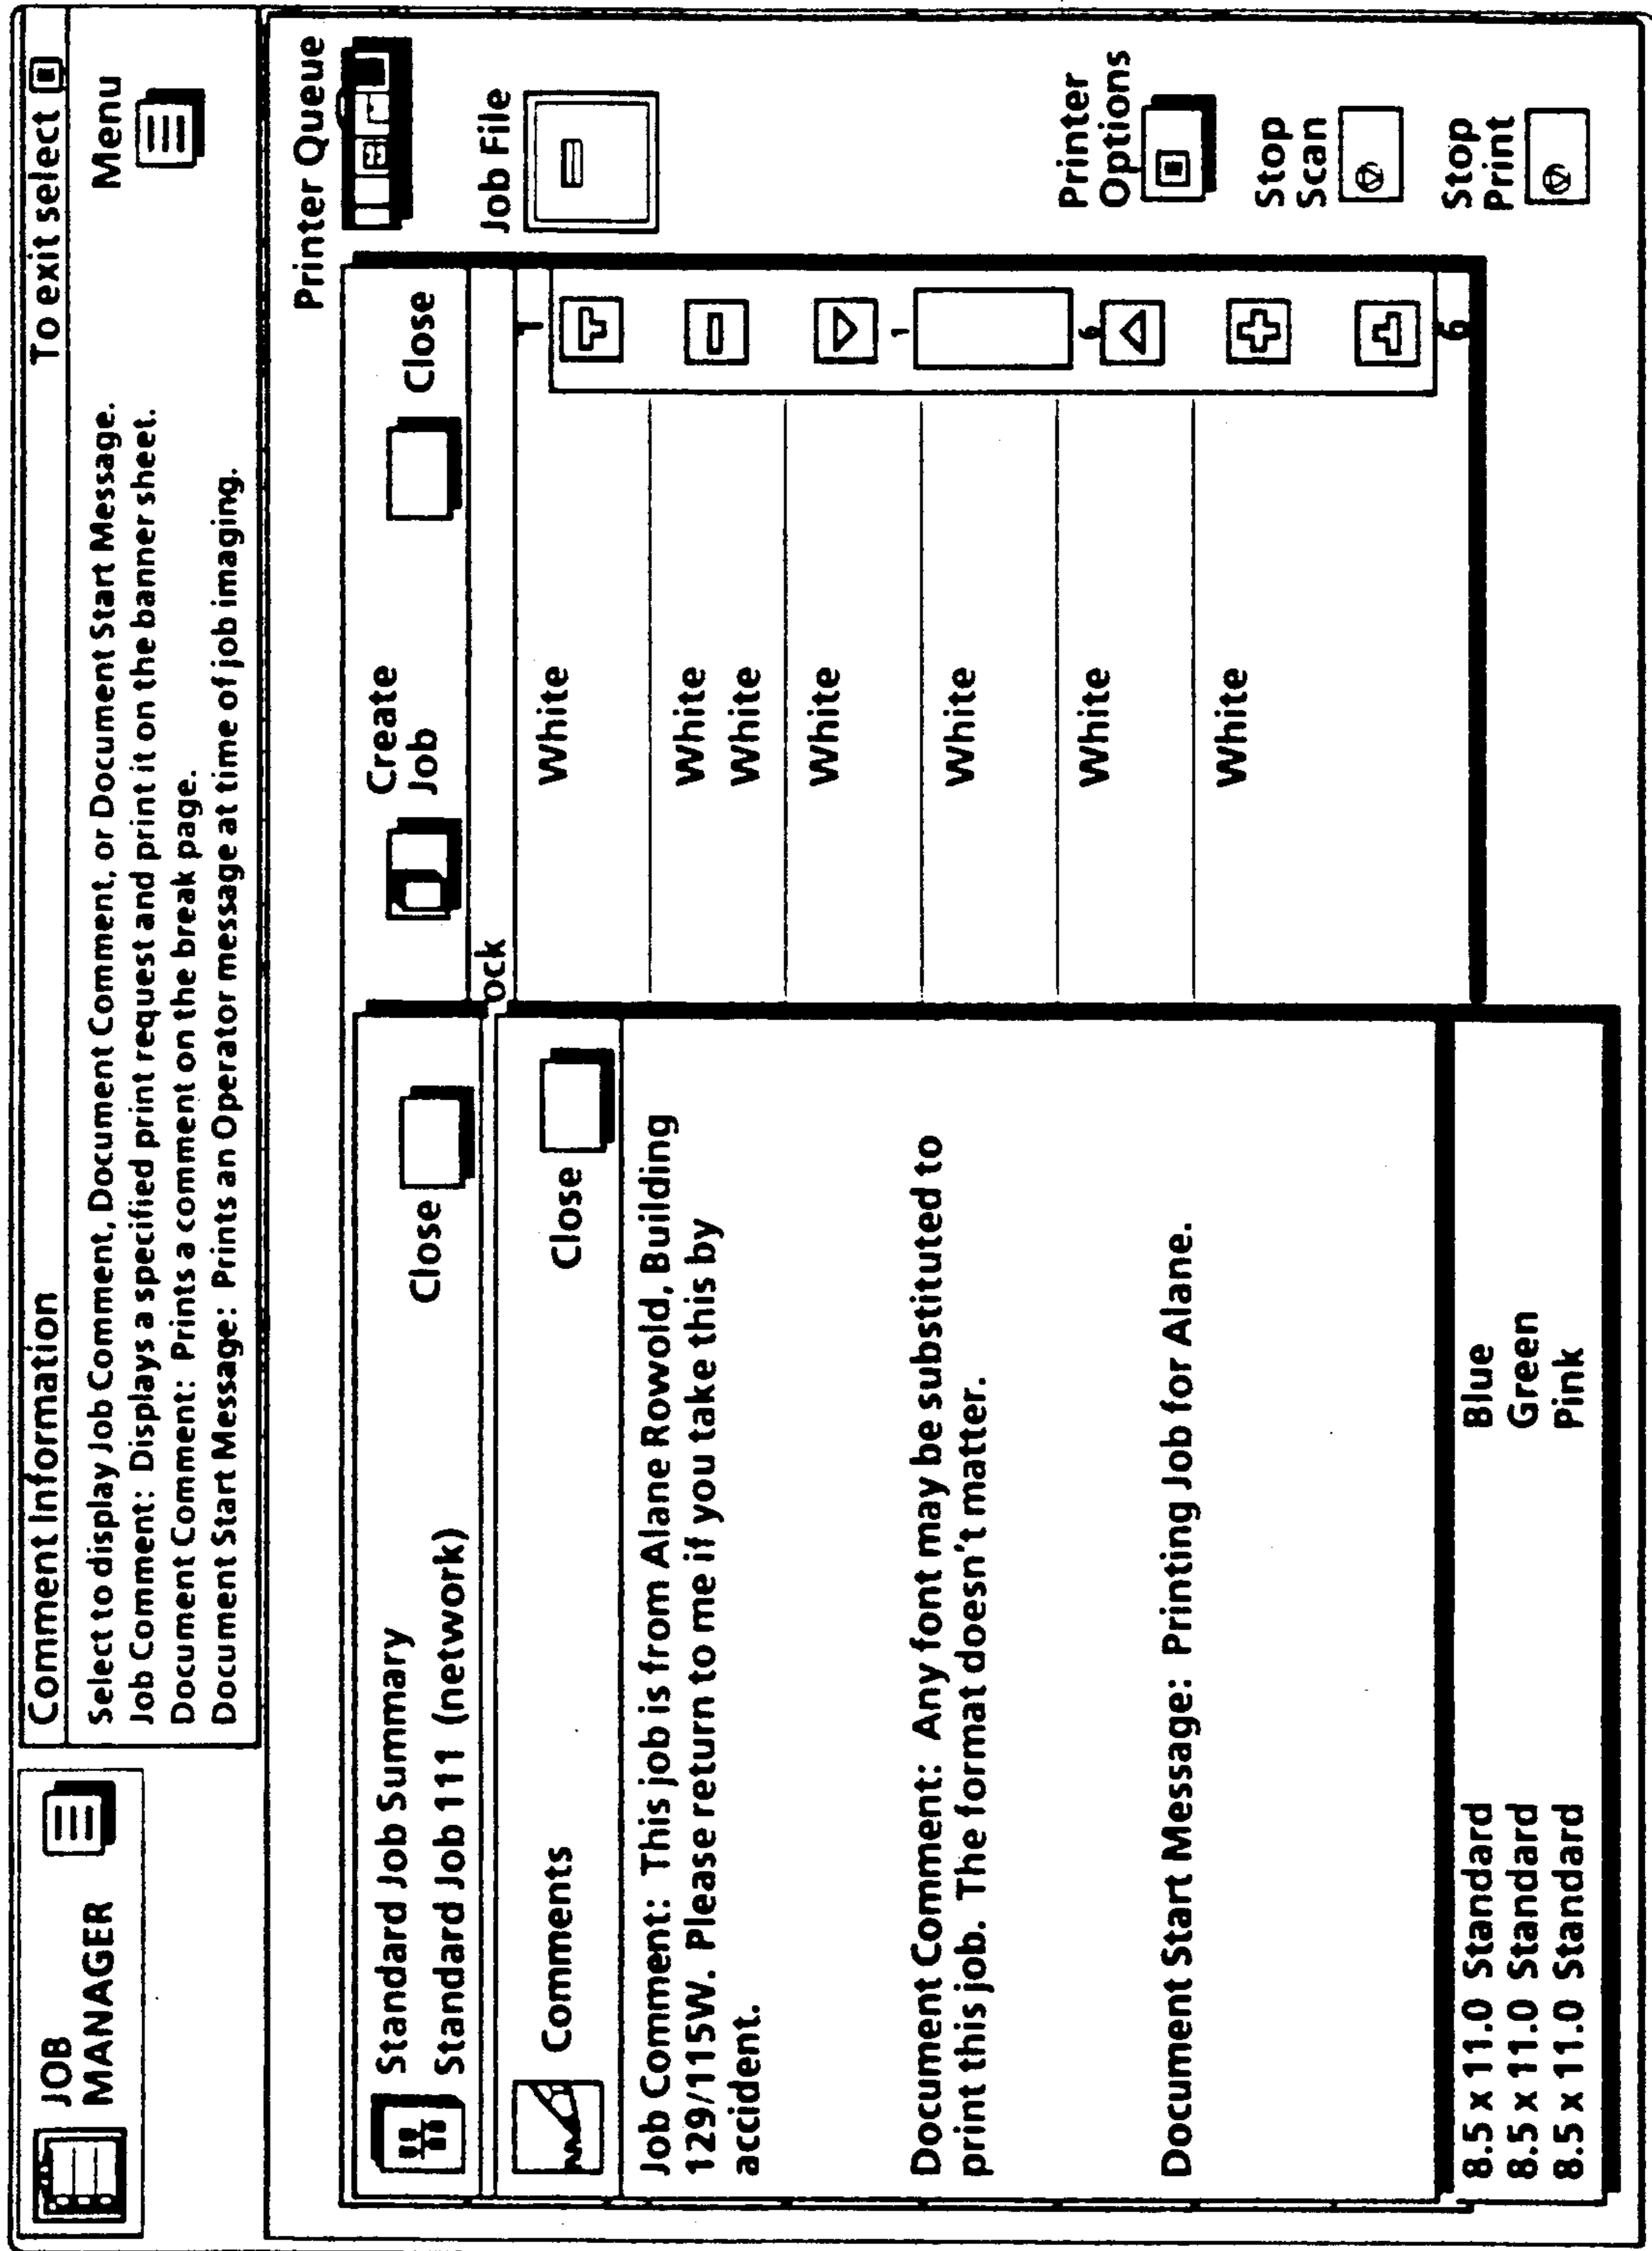 JOB
MANAGER
Comment Information
To exit select
Select to display Job Comment, Document Comment, or Document Start Message.
Job Comment: Displays a specified print request and print it on the banner sheet.
Document Comment: Prints a comment on the break page.
Document Start Message: Prints an Operator message at time of job imaging.
Menu
Printer Queue
Standard Job Summary
Standard Job 111 (network)
Close
Create
Job
Close
Job File
ock
Comments
Close
Job Comment: This job is from Alane Rowold, Building
129/115W. Please return to me if you take this by
accident.
Document Comment: Any font may be substituted to
print this job. The format doesn't matter.
Document Start Message: Printing Job for Alane.
White
White
White
White
White
White
White
1
1
6
6
8.5 x 11.0 Standard Blue
8.5 x 11.0 Standard Green
8.5 x 11.0 Standard Pink
Printer
Options
Stop
Scan
Stop
Print